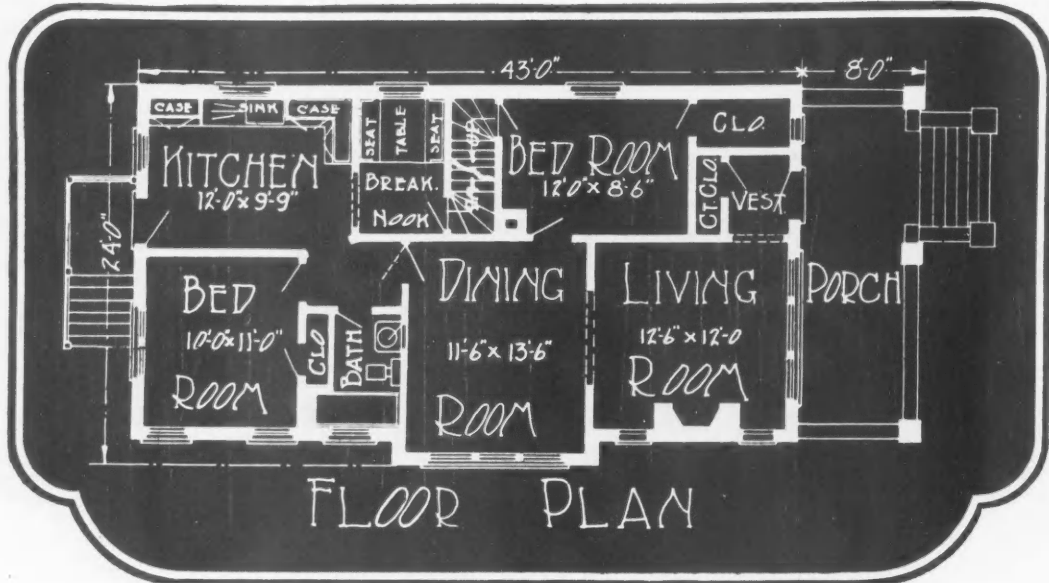 43'-0"
8'-0"
CASE
SINK
CASE
SEAT
TABLE
SEAT
CLO.
KITCHEN
12'-0" x 9'-9"
BREAK.
NOOK
UP
BED ROOM
12'0" x 8'-6"
CT. CLO.
VEST.
24'-0"
BED
10'-0" x 11'-0"
ROOM
CLO
BATH
DINING
11'-6" x 13'-6"
ROOM
LIVING
12'-6" x 12'-0
ROOM
PORCH
FLOOR PLAN